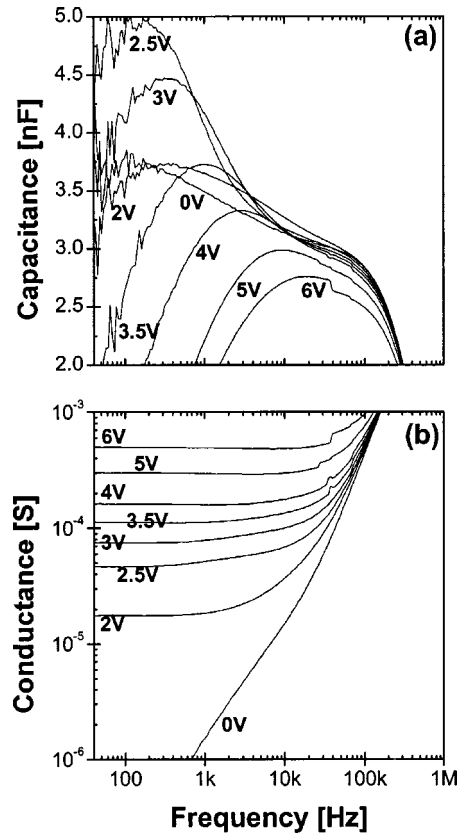 (a)
5.0
4.5
4.0
3.5
3.0
2.5
2.0
Capacitance [nF]
2.5V
3V
2V
0V
4V
3.5V
5V
6V
(b)
10-3
10-4
10-5
10-6
Conductance [S]
6V
5V
4V
3.5V
3V
2.5V
2V
0V
100
1k
10k
100k
1M
Frequency [Hz]